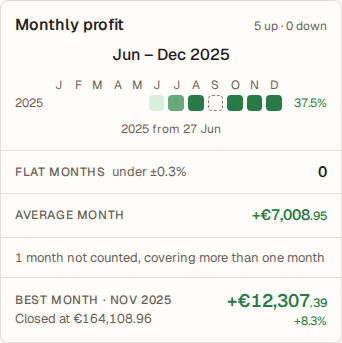 Monthly profit
5 up · 0 down
Jun – Dec 2025
J F M A M J J A S O N D
2025 37.5%
2025 from 27 Jun
FLAT MONTHS under ±0.3% 0
AVERAGE MONTH +€7,008.95
1 month not counted, covering more than one month
BEST MONTH · NOV 2025 +€12,307.39
Closed at €164,108.96 +8.3%